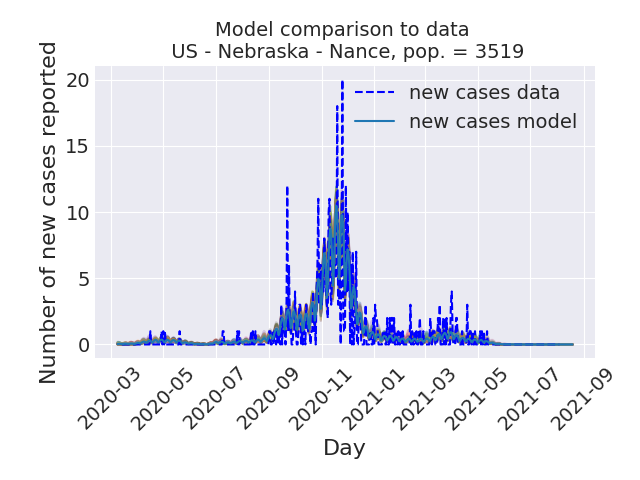 Model comparison to data
US - Nebraska - Nance, pop. = 3519
Number of new cases reported
20
15
10
5
0
new cases data
new cases model
2020-03
2020-05
2020-07
2020-09
2020-11
2021-01
2021-03
2021-05
2021-07
2021-09
Day